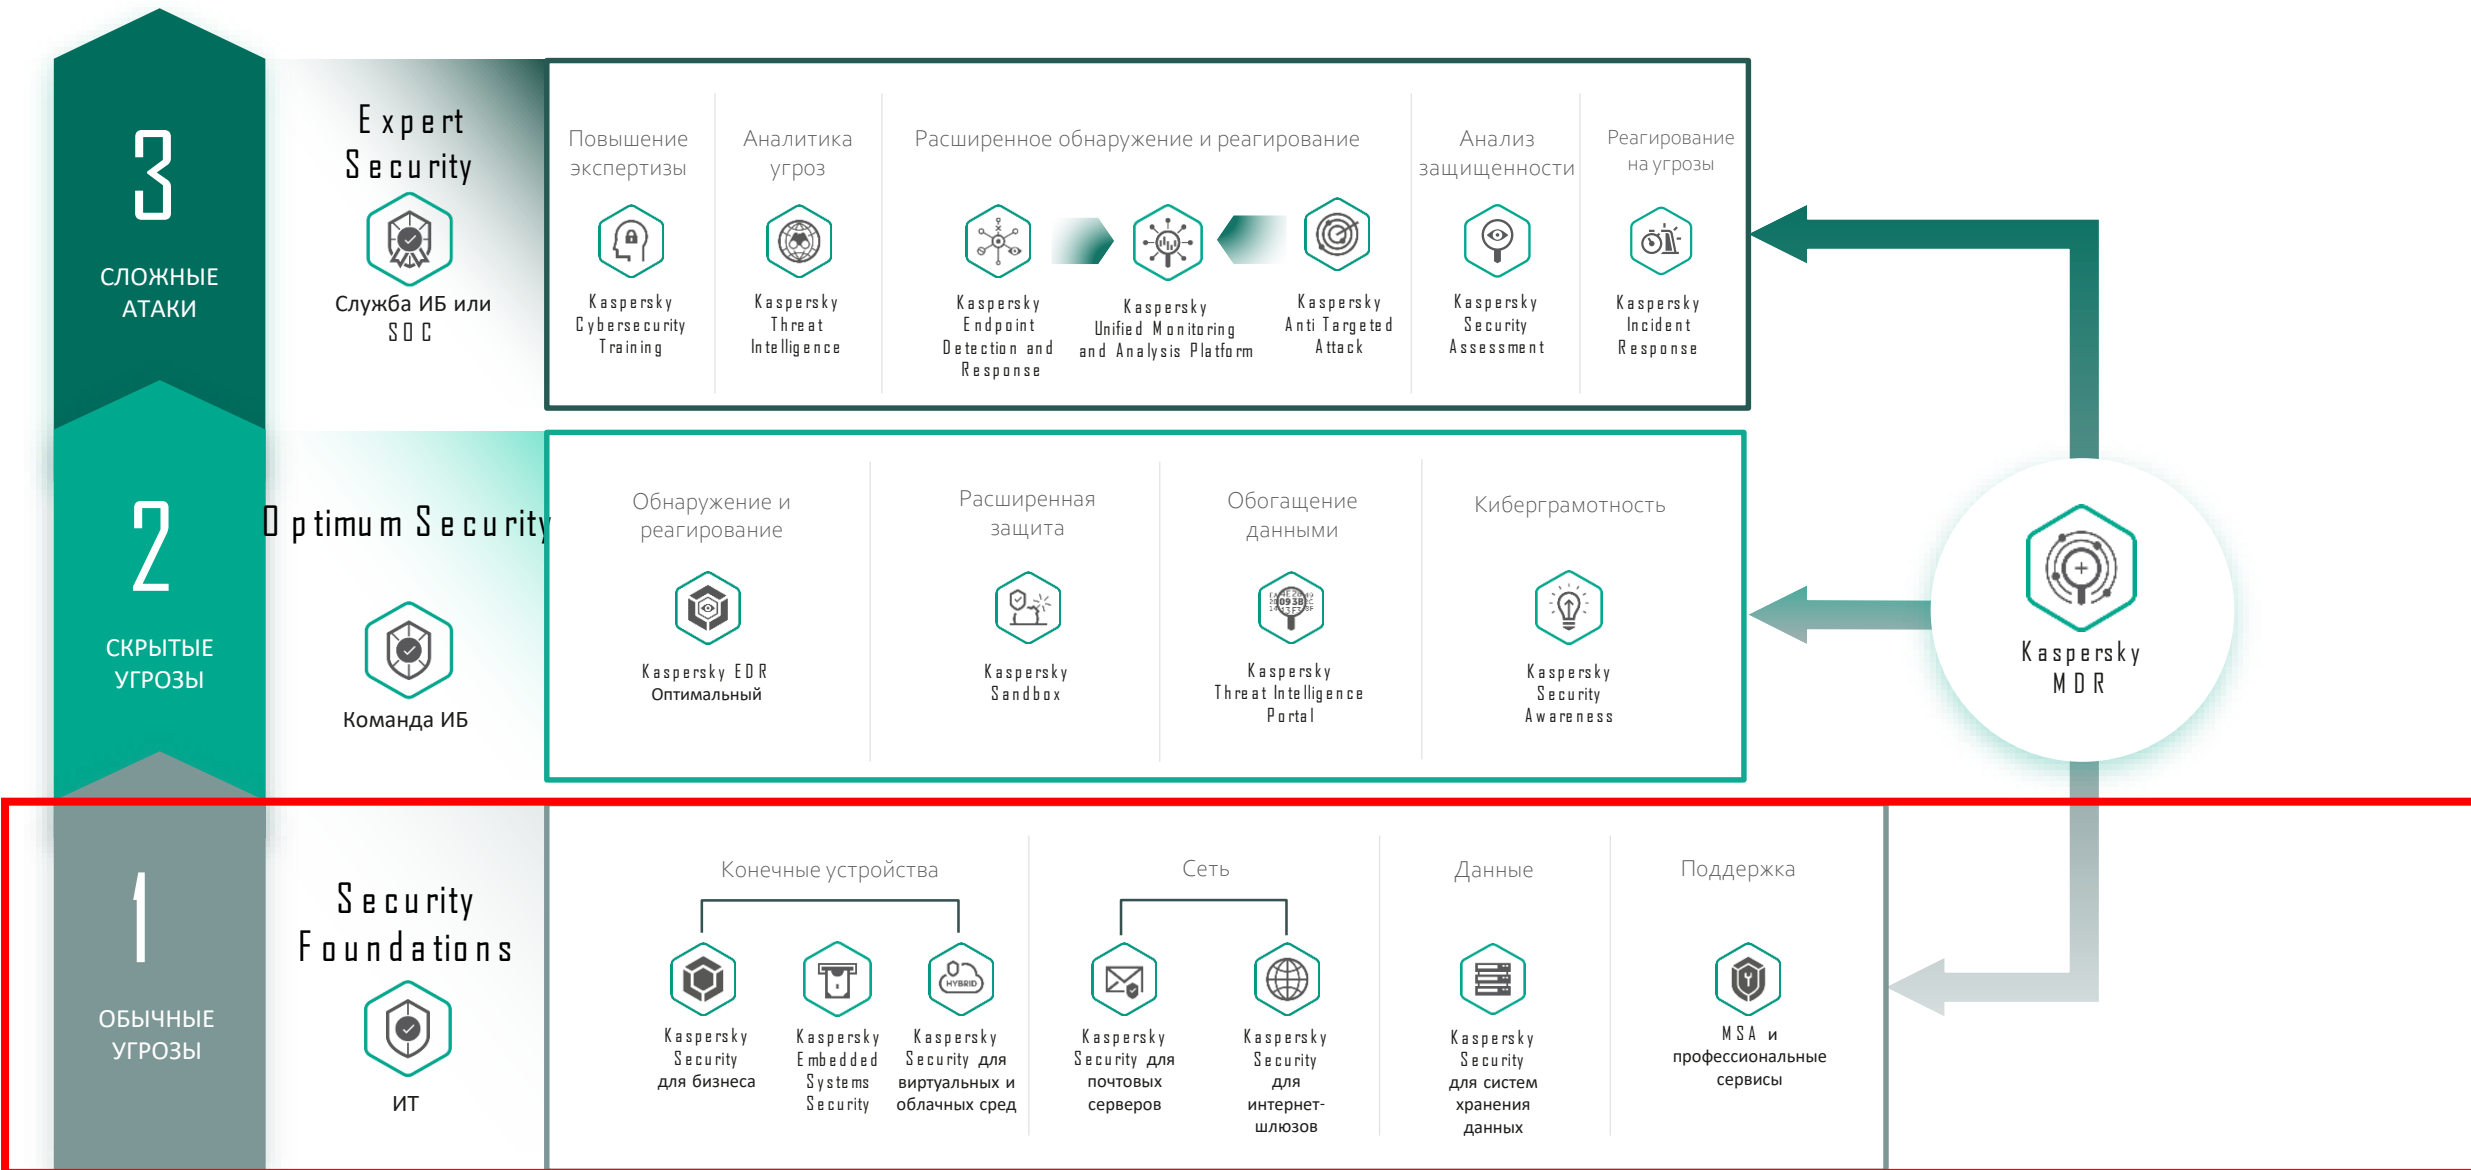 3
СЛОЖНЫЕ
АТАКИ
Expert
Security
Служба ИБ или
SOC
Повышение
экспертизы
Kaspersky
Cybersecurity
Training
Аналитика
угроз
Kaspersky
Threat
Intelligence
Расширенное обнаружение и реагирование
Kaspersky
Endpoint
Detection and
Response
Kaspersky
Unified Monitoring
and Analysis Platform
Kaspersky
Anti Targeted
Attack
Анализ
защищенности
Kaspersky
Security
Assessment
Реагирование
на угрозы
Kaspersky
Incident
Response
2
СКРЫТЫЕ
УГРОЗЫ
Optimum Security
Команда ИБ
Обнаружение и
реагирование
Kaspersky EDR
Оптимальный
Расширенная
защита
Kaspersky
Sandbox
Обогащение
данными
093B
Kaspersky
Threat Intelligence
Portal
Киберграмотность
Kaspersky
Security
Awareness
Kaspersky
MDR
1
ОБЫЧНЫЕ
УГРОЗЫ
Security
Foundations
ИТ
Конечные устройства
Kaspersky
Security
для бизнеса
Kaspersky
Embedded
Systems
Security
HYBRID
Kaspersky
Security для
виртуальных и
облачных сред
Сеть
Kaspersky
Security для
почтовых
серверов
Kaspersky
Security
для
интернет-
шлюзов
Данные
Kaspersky
Security
для систем
хранения
данных
Поддержка
MSA и
профессиональные
сервисы